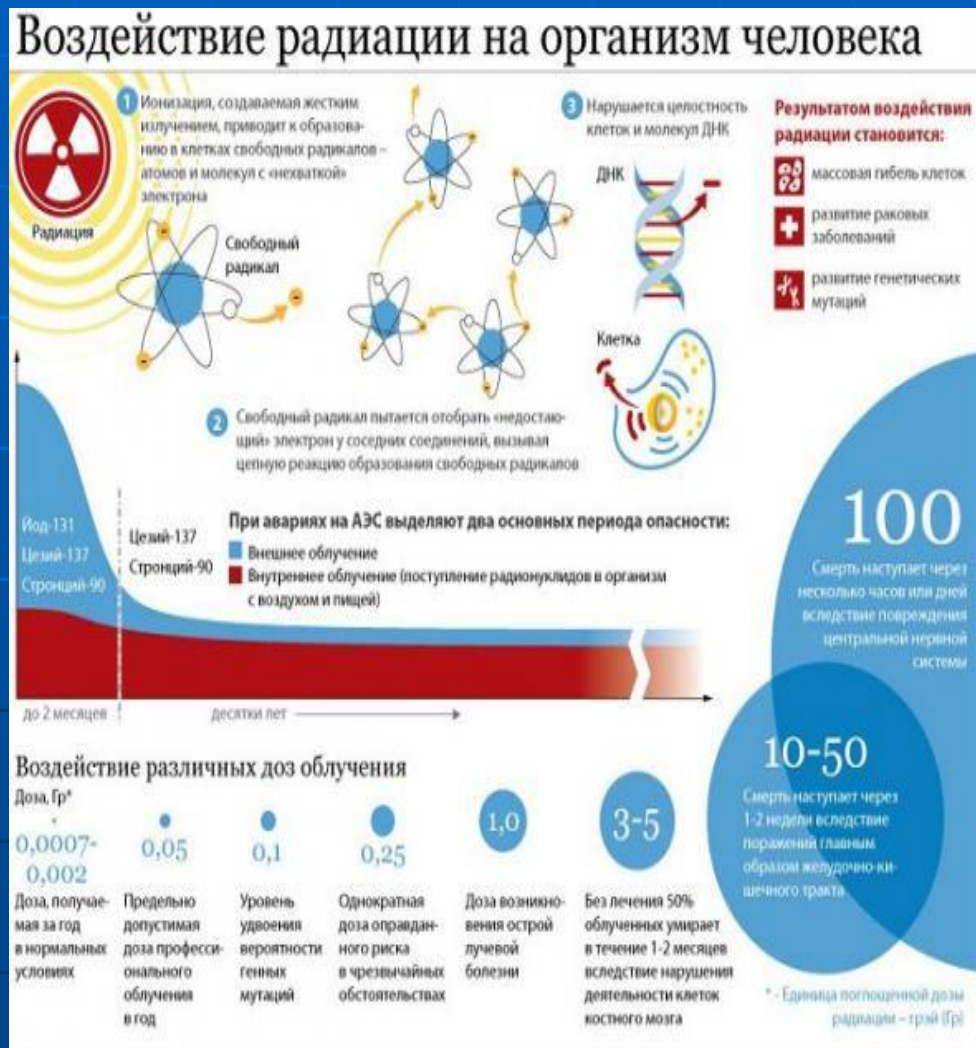 Воздействие радиации на организм человека
Радиация
1
Ионизация, создаваемая жестким
излучением, приводит к образова-
нию в клетках свободных радикалов –
атомов и молекул с «нехваткой»
электрона
Свободный
радикал
3
Нарушается целостность
клеток и молекул ДНК
ДНК
Клетка
Результатом воздействия
радиации становится:
массовая гибель клеток
развитие раковых
заболеваний
развитие генетических
мутаций
2
Свободный радикал пытается отобрать «недостаю-
щий» электрон у соседних соединений, вызывая
цепную реакцию образования свободных радикалов
Йод-131
Цезий-137
Стронций-90
Цезий-137
Стронций-90
При авариях на АЭС выделяют два основных периода опасности:
Внешнее облучение
Внутреннее облучение (поступление радионуклидов в организм
с воздухом и пищей)
до 2 месяцев
десятки лет
Воздействие различных доз облучения
Доза, Гр*
0,0007-
0,002
Доза, получае-
мая за год
в нормальных
условиях
0,05
Предельно
допустимая
доза професси-
онального
облучения
в год
0,1
Уровень
удвоения
вероятности
генных
мутаций
0,25
Однократная
доза оправдан-
ного риска
в чрезвычайных
обстоятельствах
1,0
Доза возникно-
вения острой
лучевой
болезни
3-5
Без лечения 50%
облученных умирает
в течение 1-2 месяцев
вследствие нарушения
деятельности клеток
костного мозга
10-50
Смерть наступает через
1-2 недели вследствие
поражений главным
образом желудочно-ки-
шечного тракта
100
Смерть наступает через
несколько часов или дней
вследствие повреждения
центральной нервной
системы
* - Единица поглощенной дозы
радиации – грэй (Гр)